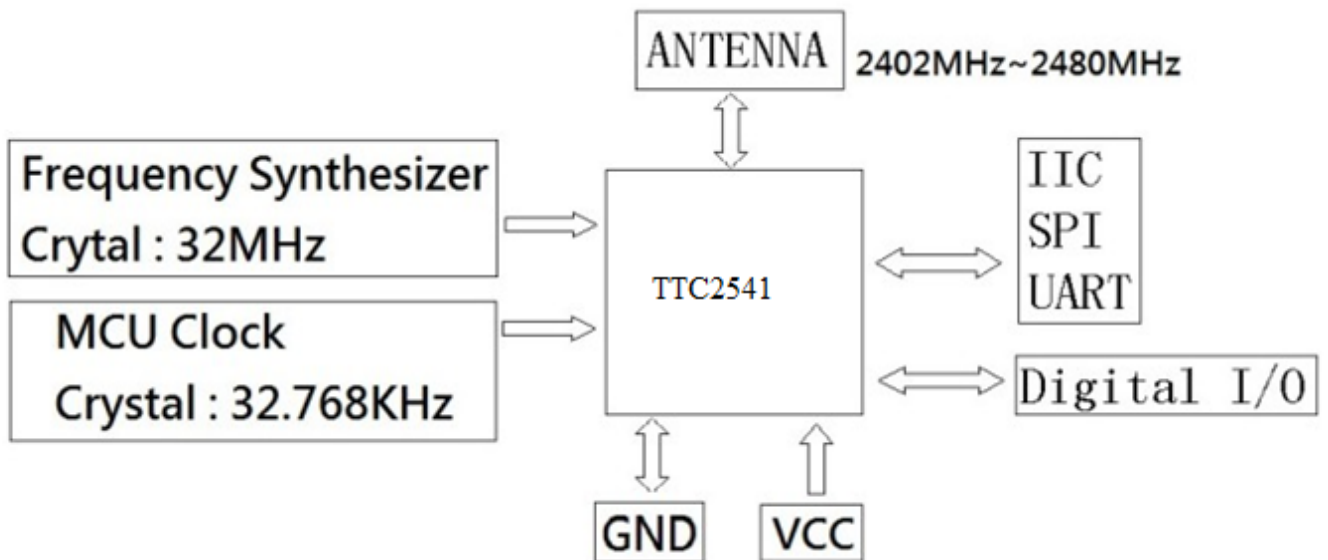 ANTENNA
2402MHz~2480MHz
Frequency Synthesizer
Crytal : 32MHz
MCU Clock
Crystal : 32.768KHz
TTC2541
IIC
SPI
UART
Digital I/O
GND
VCC